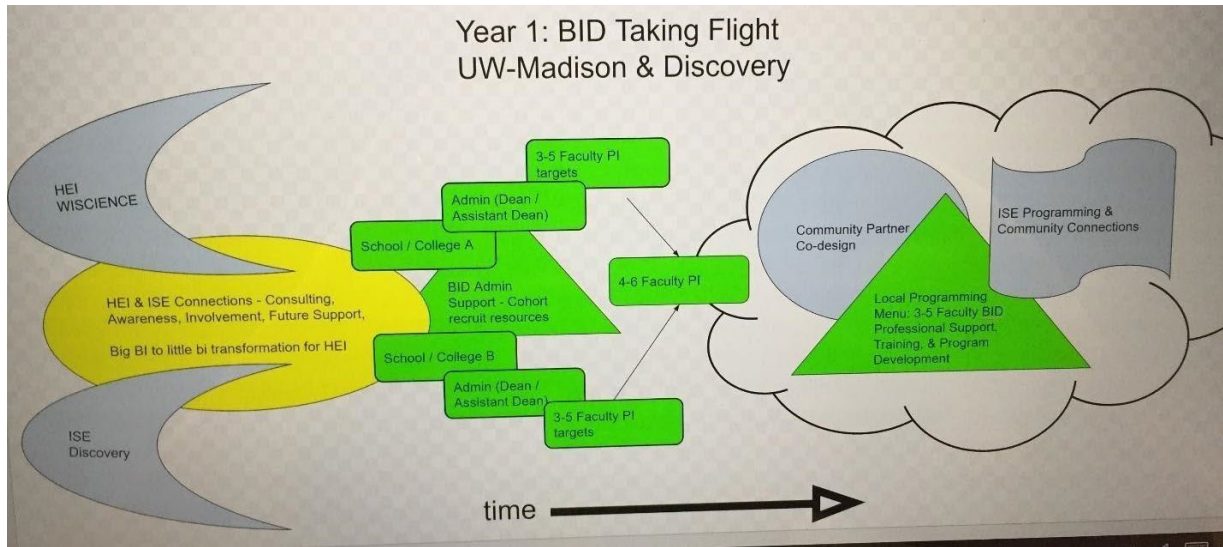 Year 1: BID Taking Flight
UW-Madison & Discovery
HEI
WISCIENCE
HEI & ISE Connections - Consulting,
Awareness, Involvement, Future Support,
Big BI to little bi transformation for HEI
ISE
Discovery
3-5 Faculty PI
targets
Admin (Dean /
Assistant Dean)
School / College A
BID Admin
Support - Cohort
recruit resources
School / College B
Admin (Dean /
Assistant Dean)
3-5 Faculty PI
targets
4-6 Faculty PI
Community Partner
Co-design
ISE Programming &
Community Connections
Local Programming
Menu: 3-5 Faculty BID
Professional Support,
Training, & Program
Development
time